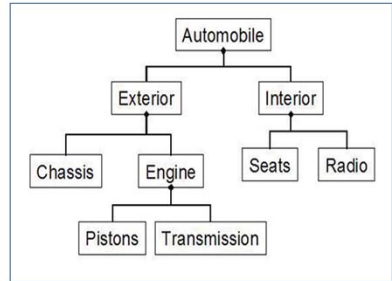 Automobile
Exterior Interior
Chassis Engine Seats Radio
Pistons Transmission